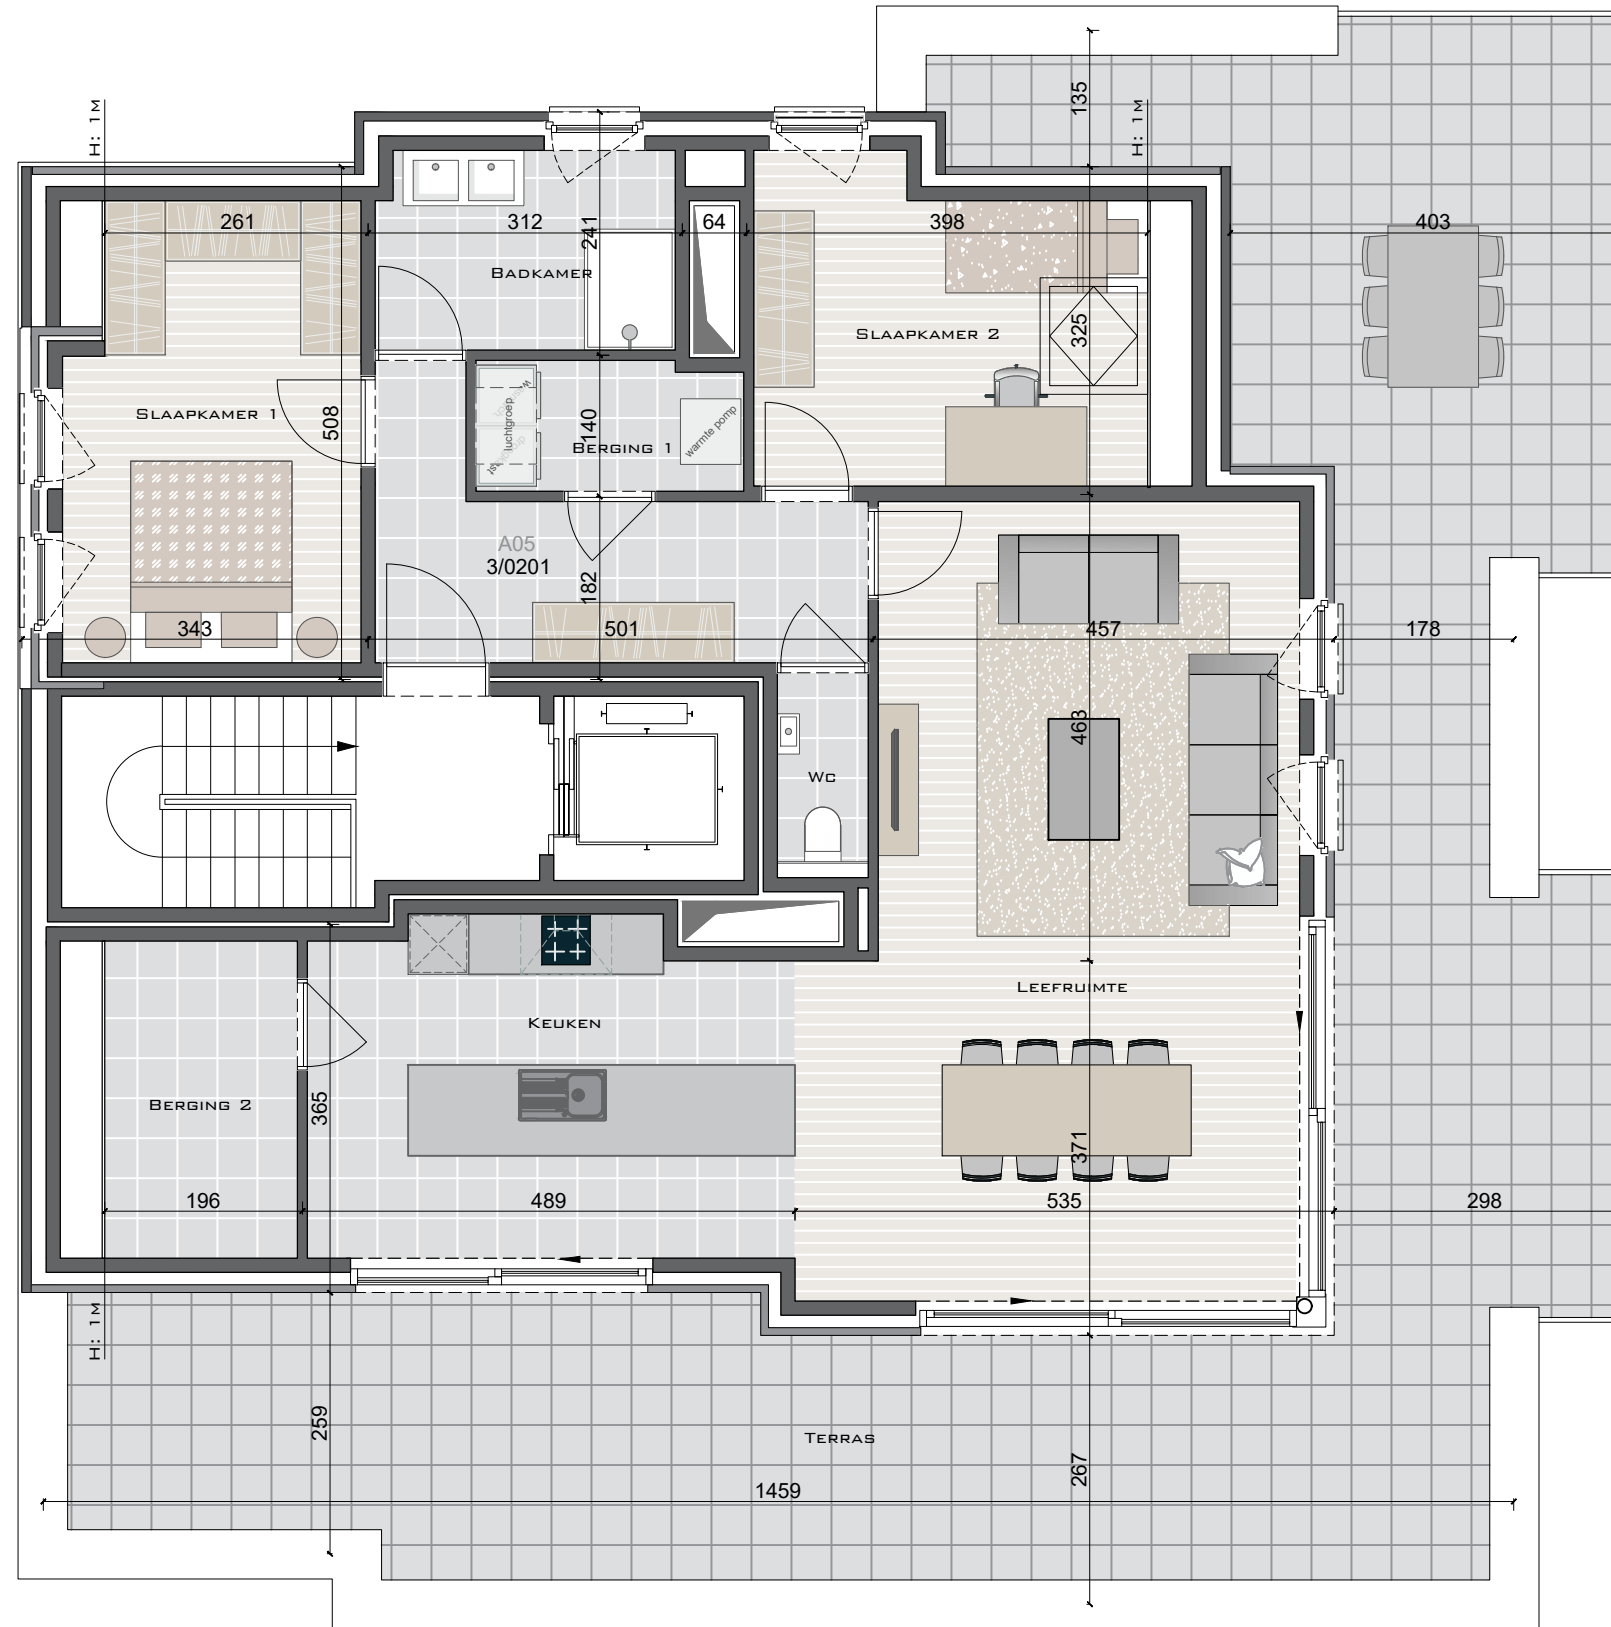 135
H: 1M
H: 1M
261
312
241
64
398
403
BADKAMER
325
SLAAPKAMER 2
SLAAPKAMER 1
508
luchtgroep
140
BERGING 1
warmte pomp
A05
3/0201
182
343
501
457
178
463
WC
LEEFRUIMTE
KEUKEN
BERGING 2
365
371
196
489
535
298
H: 1M
259
TERRAS
267
1459